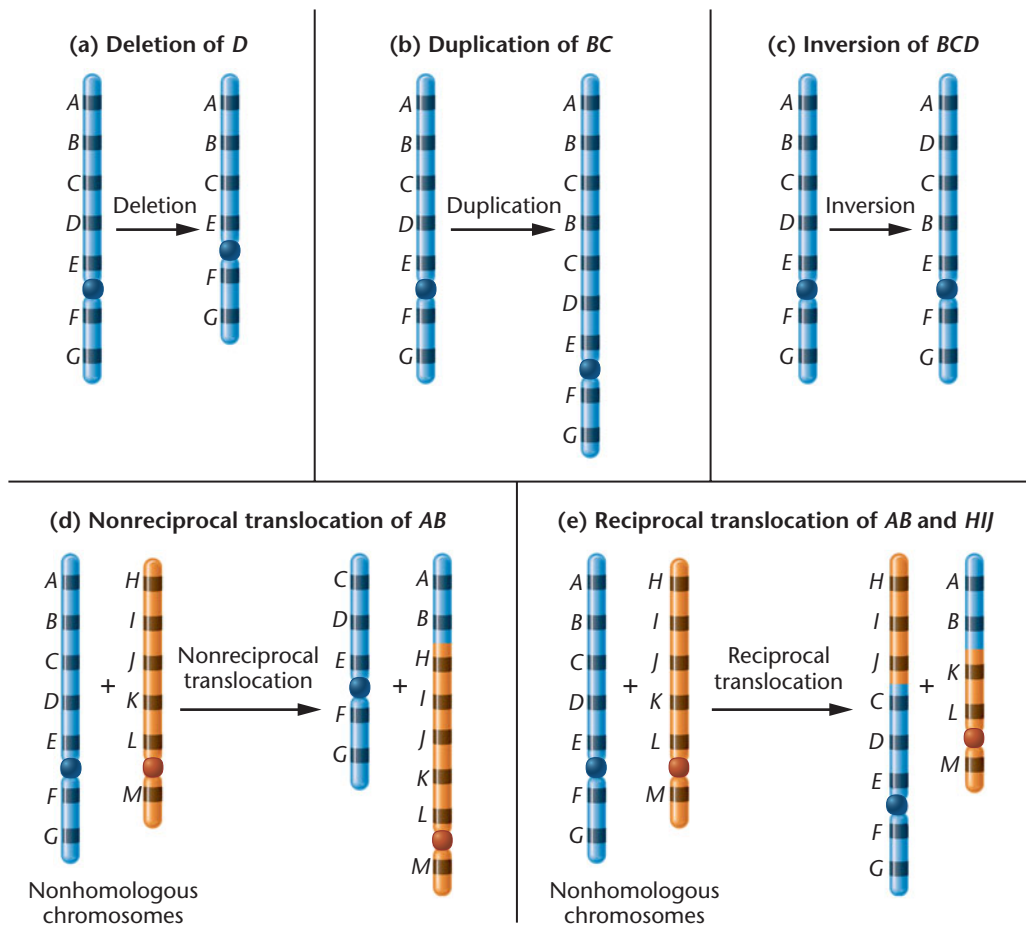 (a) Deletion of D
A
B
C
D
E
F
G
Deletion
A
B
C
E
F
G
(b) Duplication of BC
A
B
C
D
E
F
G
Duplication
A
B
C
B
C
D
E
F
G
(c) Inversion of BCD
A
B
C
D
E
F
G
Inversion
A
D
C
B
E
F
G
(d) Nonreciprocal translocation of AB
A
B
C
D
E
F
G
+
H
I
J
K
L
M
Nonhomologous
chromosomes
Nonreciprocal
translocation
C
D
E
F
G
+
A
B
H
I
J
K
L
M
(e) Reciprocal translocation of AB and HIJ
A
B
C
D
E
F
G
+
H
I
J
K
L
M
Nonhomologous
chromosomes
Reciprocal
translocation
H
I
J
C
D
E
F
G
+
A
B
K
L
M